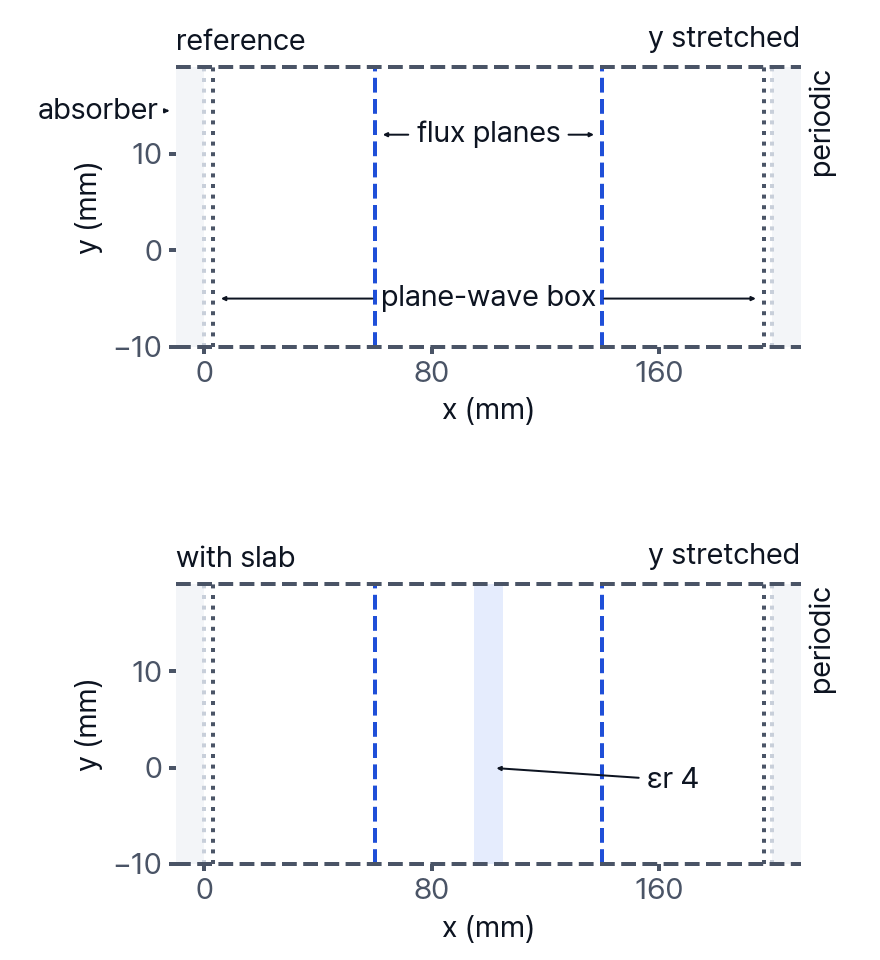 reference
y stretched
absorber
periodic
flux planes
10
y (mm)
0
plane-wave box
−10
0
80
160
x (mm)
with slab
y stretched
periodic
10
y (mm)
0
εr 4
−10
0
80
160
x (mm)